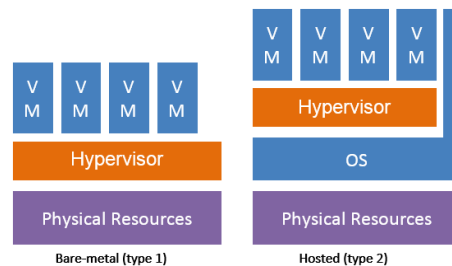 V
M
V
M
V
M
V
M
Hypervisor
Physical Resources
Bare-metal (type 1)
V
M
V
M
V
M
V
M
Hypervisor
OS
Physical Resources
Hosted (type 2)